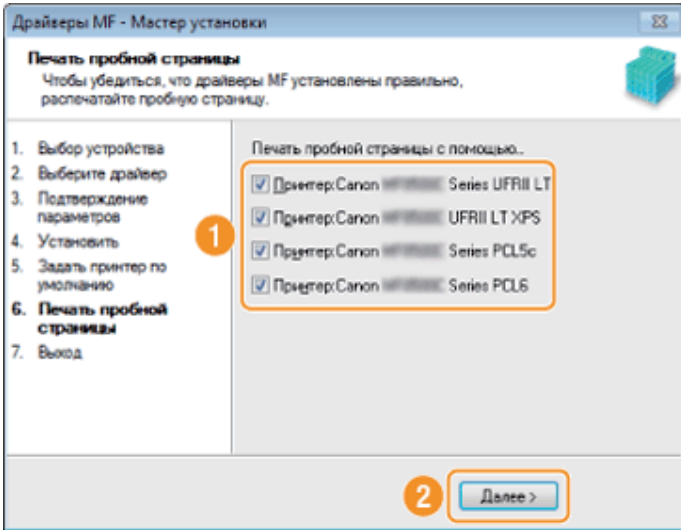 Драйверы MF - Мастер установки
Печать пробной страницы
Чтобы убедиться, что драйверы MF установлены правильно,
распечатайте пробную страницу.
1. Выбор устройства
2. Выберите драйвер
3. Подтверждение
параметров
4. Установить
5. Задать принтер по
умолчанию
6. Печать пробной
страницы
7. Выход
Печать пробной страницы с помощью..
1
Принтер:Canon Series UFRII LT
Принтер:Canon UFRII LT XPS
Принтер:Canon Series PCL5c
Принтер:Canon Series PCL6
2
Далее >